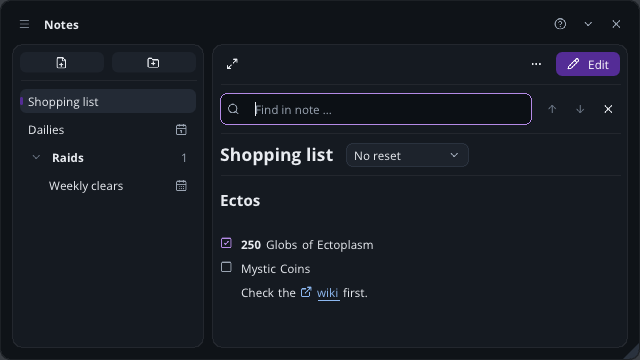 Notes
Edit
Shopping list
Dailies
Raids 1
Weekly clears
Find in note ...
Shopping list No reset
Ectos
250 Globs of Ectoplasm
Mystic Coins
Check the wiki first.